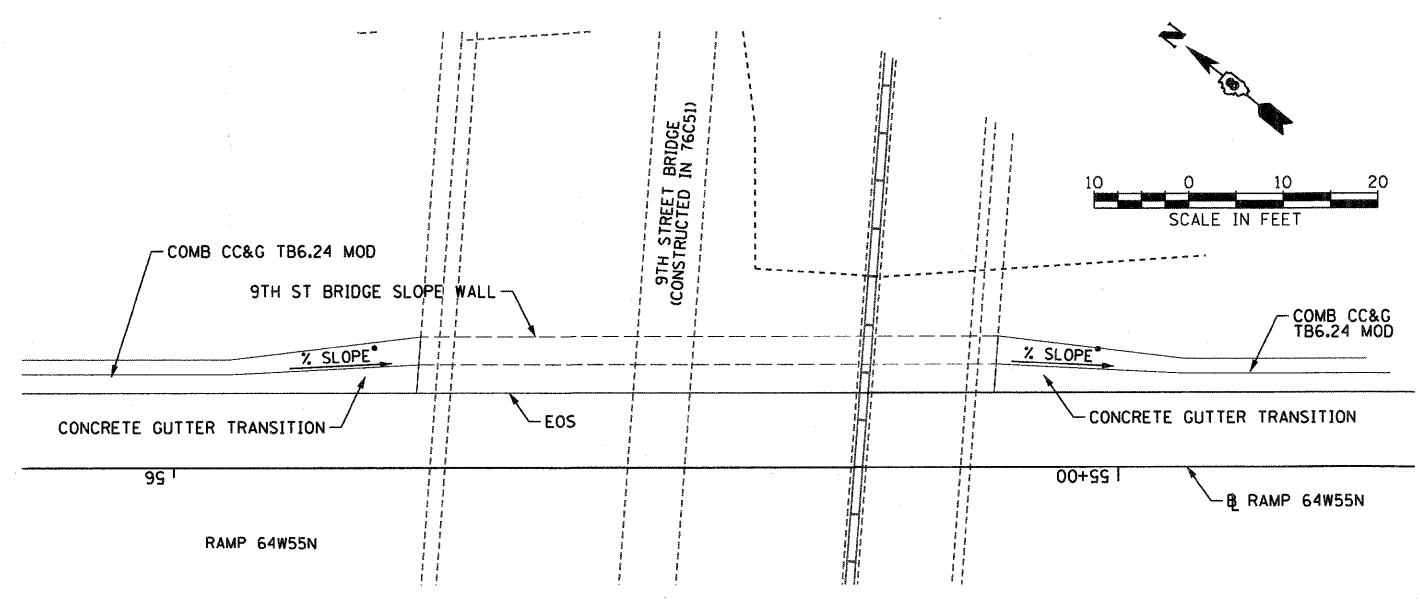 N
10 0 10 20
SCALE IN FEET
9TH STREET BRIDGE
(CONSTRUCTED IN 76C51)
COMB CC&G TB6.24 MOD
9TH ST BRIDGE SLOPE WALL
COMB CC&G
TB6.24 MOD
% SLOPE*
% SLOPE*
CONCRETE GUTTER TRANSITION
EOS
CONCRETE GUTTER TRANSITION
56
55+00
BL RAMP 64W55N
RAMP 64W55N